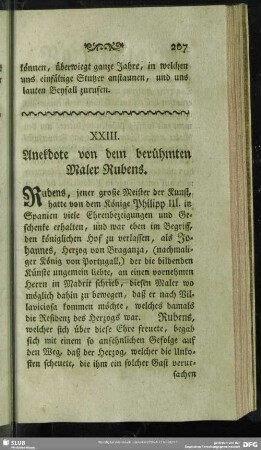 207
können, überwiegt ganze Jahre, in welchen
uns einfältige Stutzer anstaunen, und uns
lauten Beyfall zurufen.
XXIII.
Anekdote von dem berühmten
Maler Rubens.
Rubens, jener große Meister der Kunst,
hatte von dem Könige Philipp III. in
Spanien viele Ehrenbezeigungen und Ge-
schenke erhalten, und war eben im Begriff,
den königlichen Hof zu verlassen, als Jo-
hannes, Herzog von Braganza, (nachmali-
ger König von Portugall,) der die bildenden
Künste ungemein liebte, an einen vornehmen
Herrn in Madrit schrieb, diesen Maler wo
möglich dahin zu bewegen, daß er nach Vil-
laviciosa kommen möchte, welches damals
die Residenz des Herzogs war. Rubens,
welcher sich über diese Ehre freuete, begab
sich mit einem so ansehnlichen Gefolge auf
den Weg, daß der Herzog, welcher die Unko-
sten scheuete, die ihm ein solcher Gast verur-
sachen
SLUB
DFG